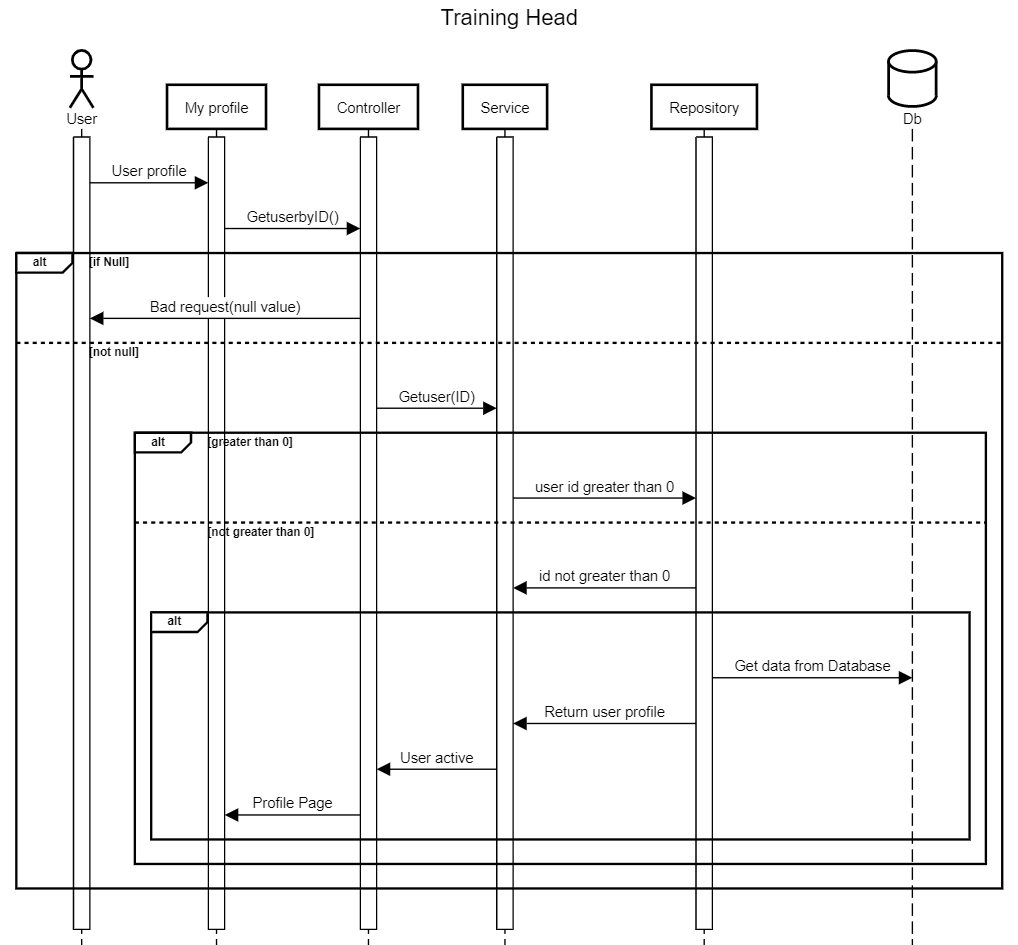 Training Head
User
My profile
Controller
Service
Repository
Db
User profile
GetuserbyID()
alt
[if Null]
Bad request(null value)
[not null]
Getuser(ID)
alt
[greater than 0]
user id greater than 0
[not greater than 0]
id not greater than 0
alt
Get data from Database
Return user profile
User active
Profile Page